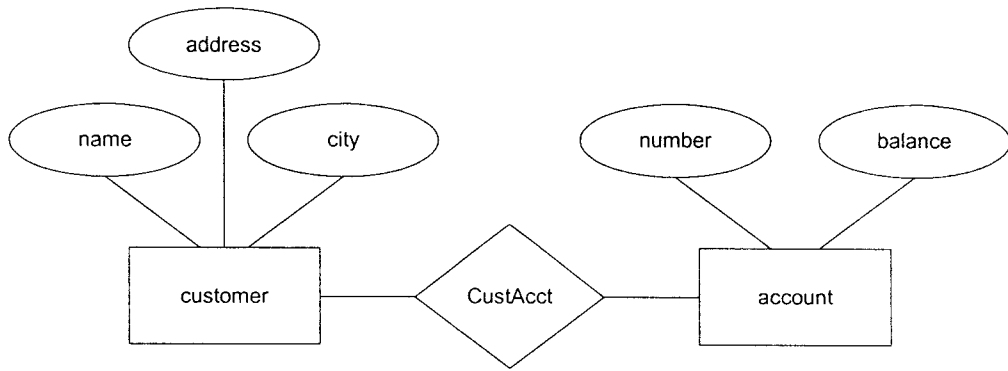 address
name
city
number
balance
customer
CustAcct
account